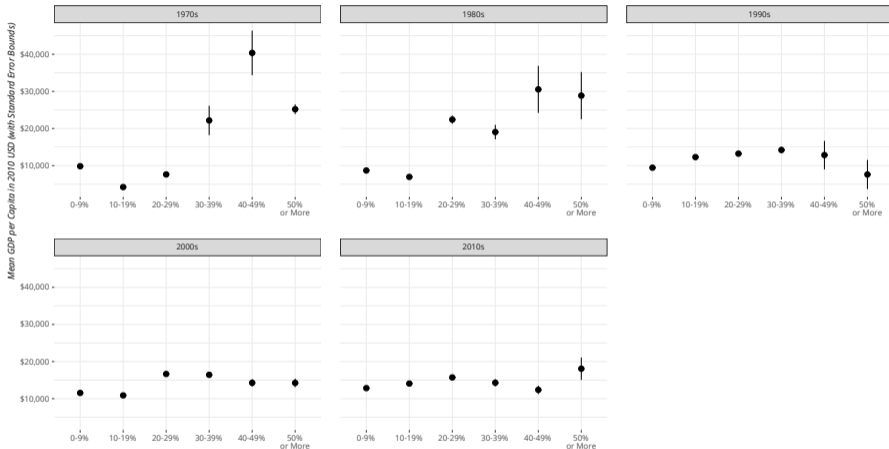 Mean GDP per Capita in 2010 USD (with Standard Error Bounds)
1970s
1980s
1990s
$40,000
$30,000
$20,000
$10,000
0-9% 10-19% 20-29% 30-39% 40-49% 50% or More
0-9% 10-19% 20-29% 30-39% 40-49% 50% or More
0-9% 10-19% 20-29% 30-39% 40-49% 50% or More
2000s
2010s
$40,000
$30,000
$20,000
$10,000
0-9% 10-19% 20-29% 30-39% 40-49% 50% or More
0-9% 10-19% 20-29% 30-39% 40-49% 50% or More